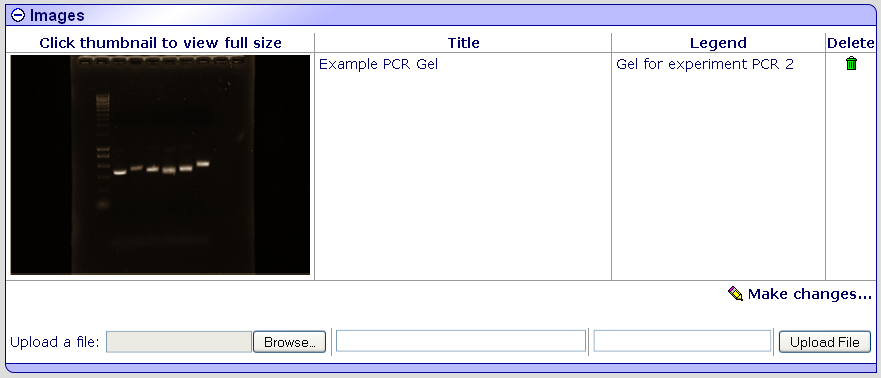 Images
Click thumbnail to view full size Title Legend Delete
Example PCR Gel Gel for experiment PCR 2
Make changes...
Upload a file: Browse... Upload File